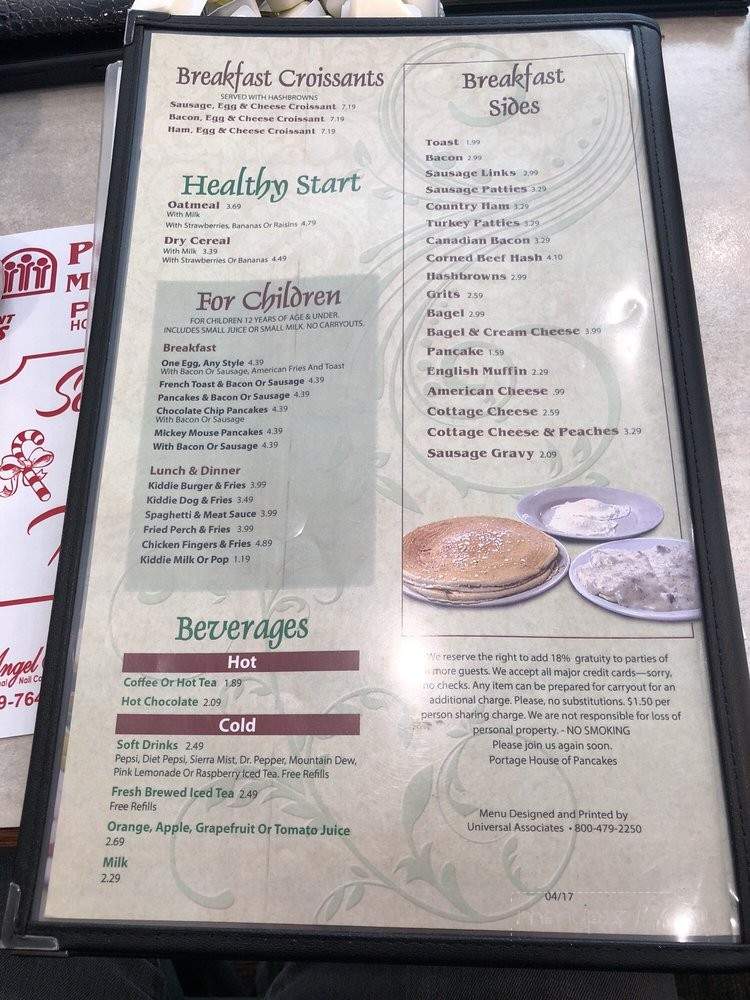 Breakfast Croissants
SERVED WITH HASHBROWNS
Sausage, Egg & Cheese Croissant 7.19
Bacon, Egg & Cheese Croissant 7.19
Ham, Egg & Cheese Croissant 7.19
Healthy Start
Oatmeal 3.69
With Milk
With Strawberries, Bananas Or Raisins 4.79
Dry Cereal
With Milk 3.39
With Strawberries Or Bananas 4.49
For Children
FOR CHILDREN 12 YEARS OF AGE & UNDER.
INCLUDES SMALL JUICE OR SMALL MILK. NO CARRYOUTS.
Breakfast
One Egg, Any Style 4.39
With Bacon Or Sausage, American Fries And Toast
French Toast & Bacon Or Sausage 4.39
Pancakes & Bacon Or Sausage 4.39
Chocolate Chip Pancakes 4.39
With Bacon Or Sausage
Mickey Mouse Pancakes 4.39
With Bacon Or Sausage 4.39
Lunch & Dinner
Kiddie Burger & Fries 3.99
Kiddie Dog & Fries 3.49
Spaghetti & Meat Sauce 3.99
Fried Perch & Fries 3.99
Chicken Fingers & Fries 4.89
Kiddie Milk Or Pop 1.19
Beverages
Hot
Coffee Or Hot Tea 1.89
Hot Chocolate 2.09
Cold
Soft Drinks 2.49
Pepsi, Diet Pepsi, Sierra Mist, Dr. Pepper, Mountain Dew,
Pink Lemonade Or Raspberry Iced Tea. Free Refills
Fresh Brewed Iced Tea 2.49
Free Refills
Orange, Apple, Grapefruit Or Tomato Juice
2.69
Milk
2.29
Breakfast
Sides
Toast 1.99
Bacon 2.99
Sausage Links 2.99
Sausage Patties 3.29
Country Ham 3.29
Turkey Patties 3.29
Canadian Bacon 3.29
Corned Beef Hash 4.10
Hashbrowns 2.99
Grits 2.59
Bagel 2.99
Bagel & Cream Cheese 3.99
Pancake 1.59
English Muffin 2.29
American Cheese .99
Cottage Cheese 2.59
Cottage Cheese & Peaches 3.29
Sausage Gravy 2.09
We reserve the right to add 18% gratuity to parties of
more guests. We accept all major credit cards—sorry,
no checks. Any item can be prepared for carryout for an
additional charge. Please, no substitutions. $1.50 per
person sharing charge. We are not responsible for loss of
personal property. - NO SMOKING
Please join us again soon.
Portage House of Pancakes
Menu Designed and Printed by
Universal Associates • 800-479-2250
04/17